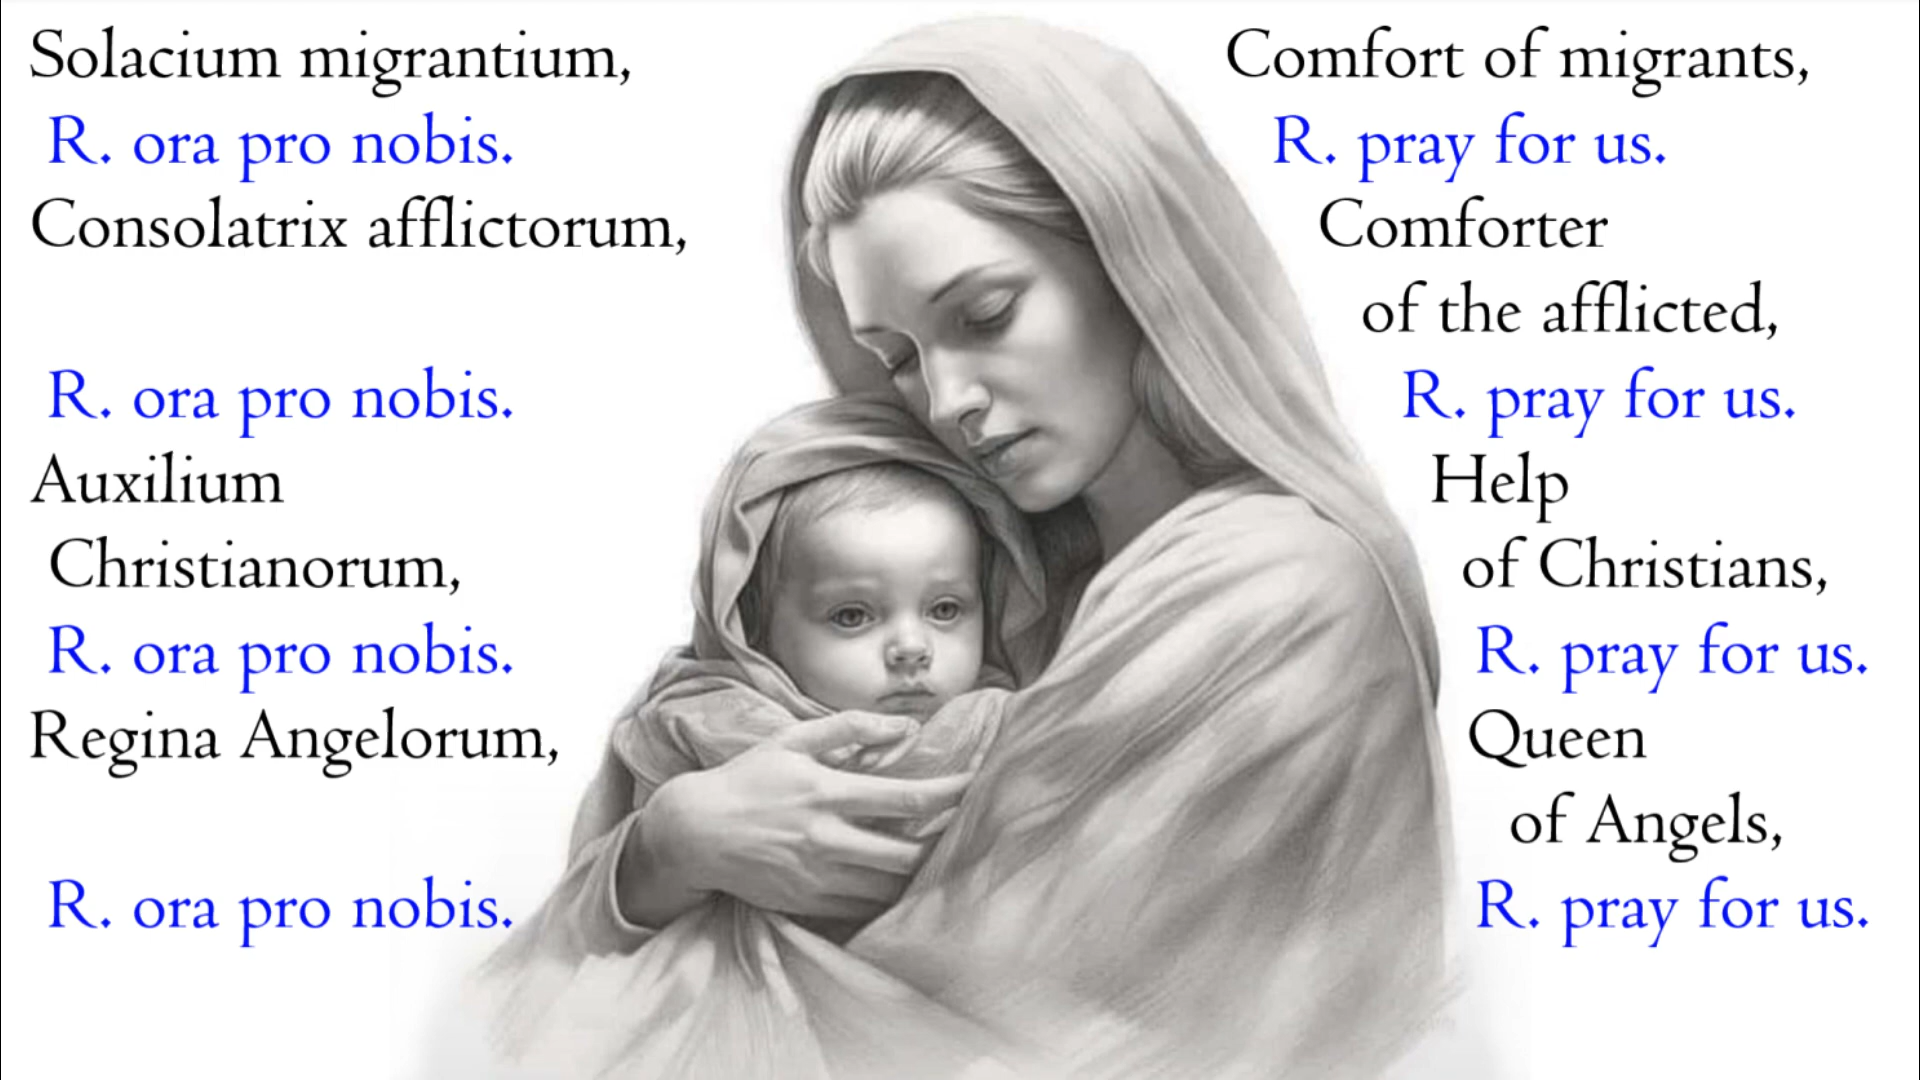 Solacium migrantium,
R. ora pro nobis.
Consolatrix afflictorum,
R. ora pro nobis.
Auxilium
Christianorum,
R. ora pro nobis.
Regina Angelorum,
R. ora pro nobis.
Comfort of migrants,
R. pray for us.
Comforter
of the afflicted,
R. pray for us.
Help
of Christians,
R. pray for us.
Queen
of Angels,
R. pray for us.